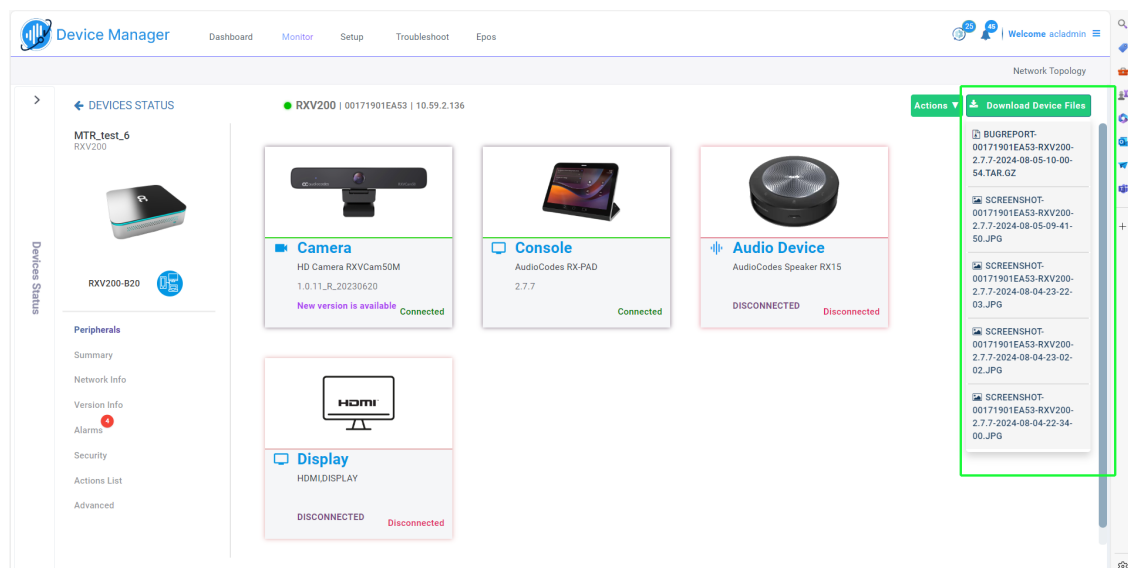 Device Manager
Dashboard
Monitor
Setup
Troubleshoot
Epos
25
45
Welcome acladmin
Network Topology
DEVICES STATUS
RXV200 | 00171901EA53 | 10.59.2.136
Actions ▼
Download Device Files
Devices Status
MTR_test_6
RXV200
RXV200-B20
Peripherals
Summary
Network Info
Version Info
Alarms
4
Security
Actions List
Advanced
Camera
HD Camera RXVCam50M
1.0.11_R_20230620
New version is available
Connected
Console
AudioCodes RX-PAD
2.7.7
Connected
Audio Device
AudioCodes Speaker RX15
DISCONNECTED
Disconnected
HDMI
Display
HDMI,DISPLAY
DISCONNECTED
Disconnected
BUGREPORT-
00171901EA53-RXV200-
2.7.7-2024-08-05-10-00-
54.TAR.GZ
SCREENSHOT-
00171901EA53-RXV200-
2.7.7-2024-08-05-09-41-
50.JPG
SCREENSHOT-
00171901EA53-RXV200-
2.7.7-2024-08-04-23-22-
03.JPG
SCREENSHOT-
00171901EA53-RXV200-
2.7.7-2024-08-04-23-02-
02.JPG
SCREENSHOT-
00171901EA53-RXV200-
2.7.7-2024-08-04-22-34-
00.JPG